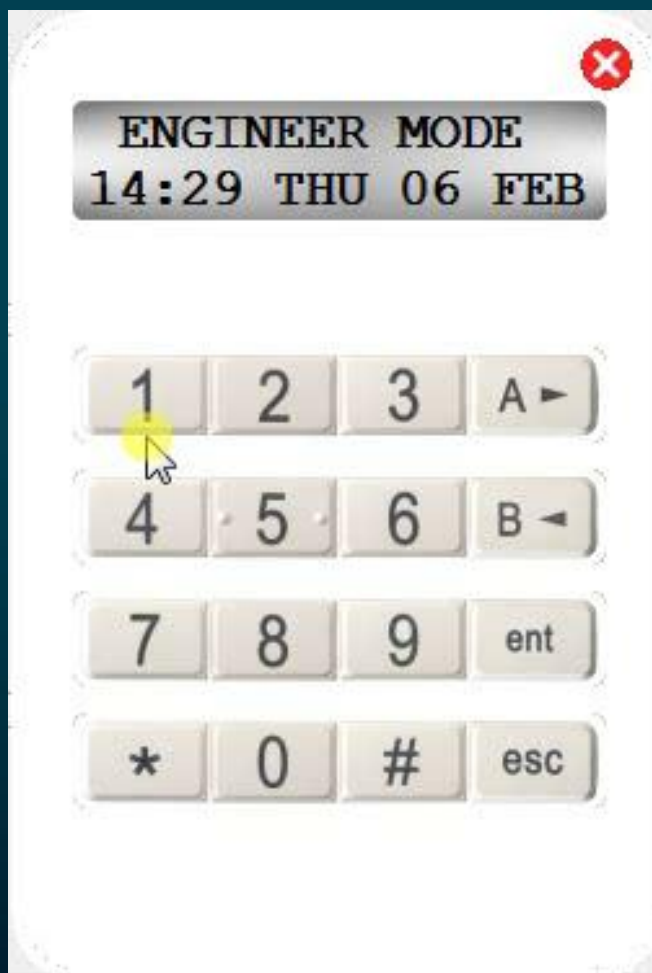 ENGINEER MODE
14:29 THU 06 FEB
1 2 3 A ►
4 5 6 B ◄
7 8 9 ent
* 0 # esc